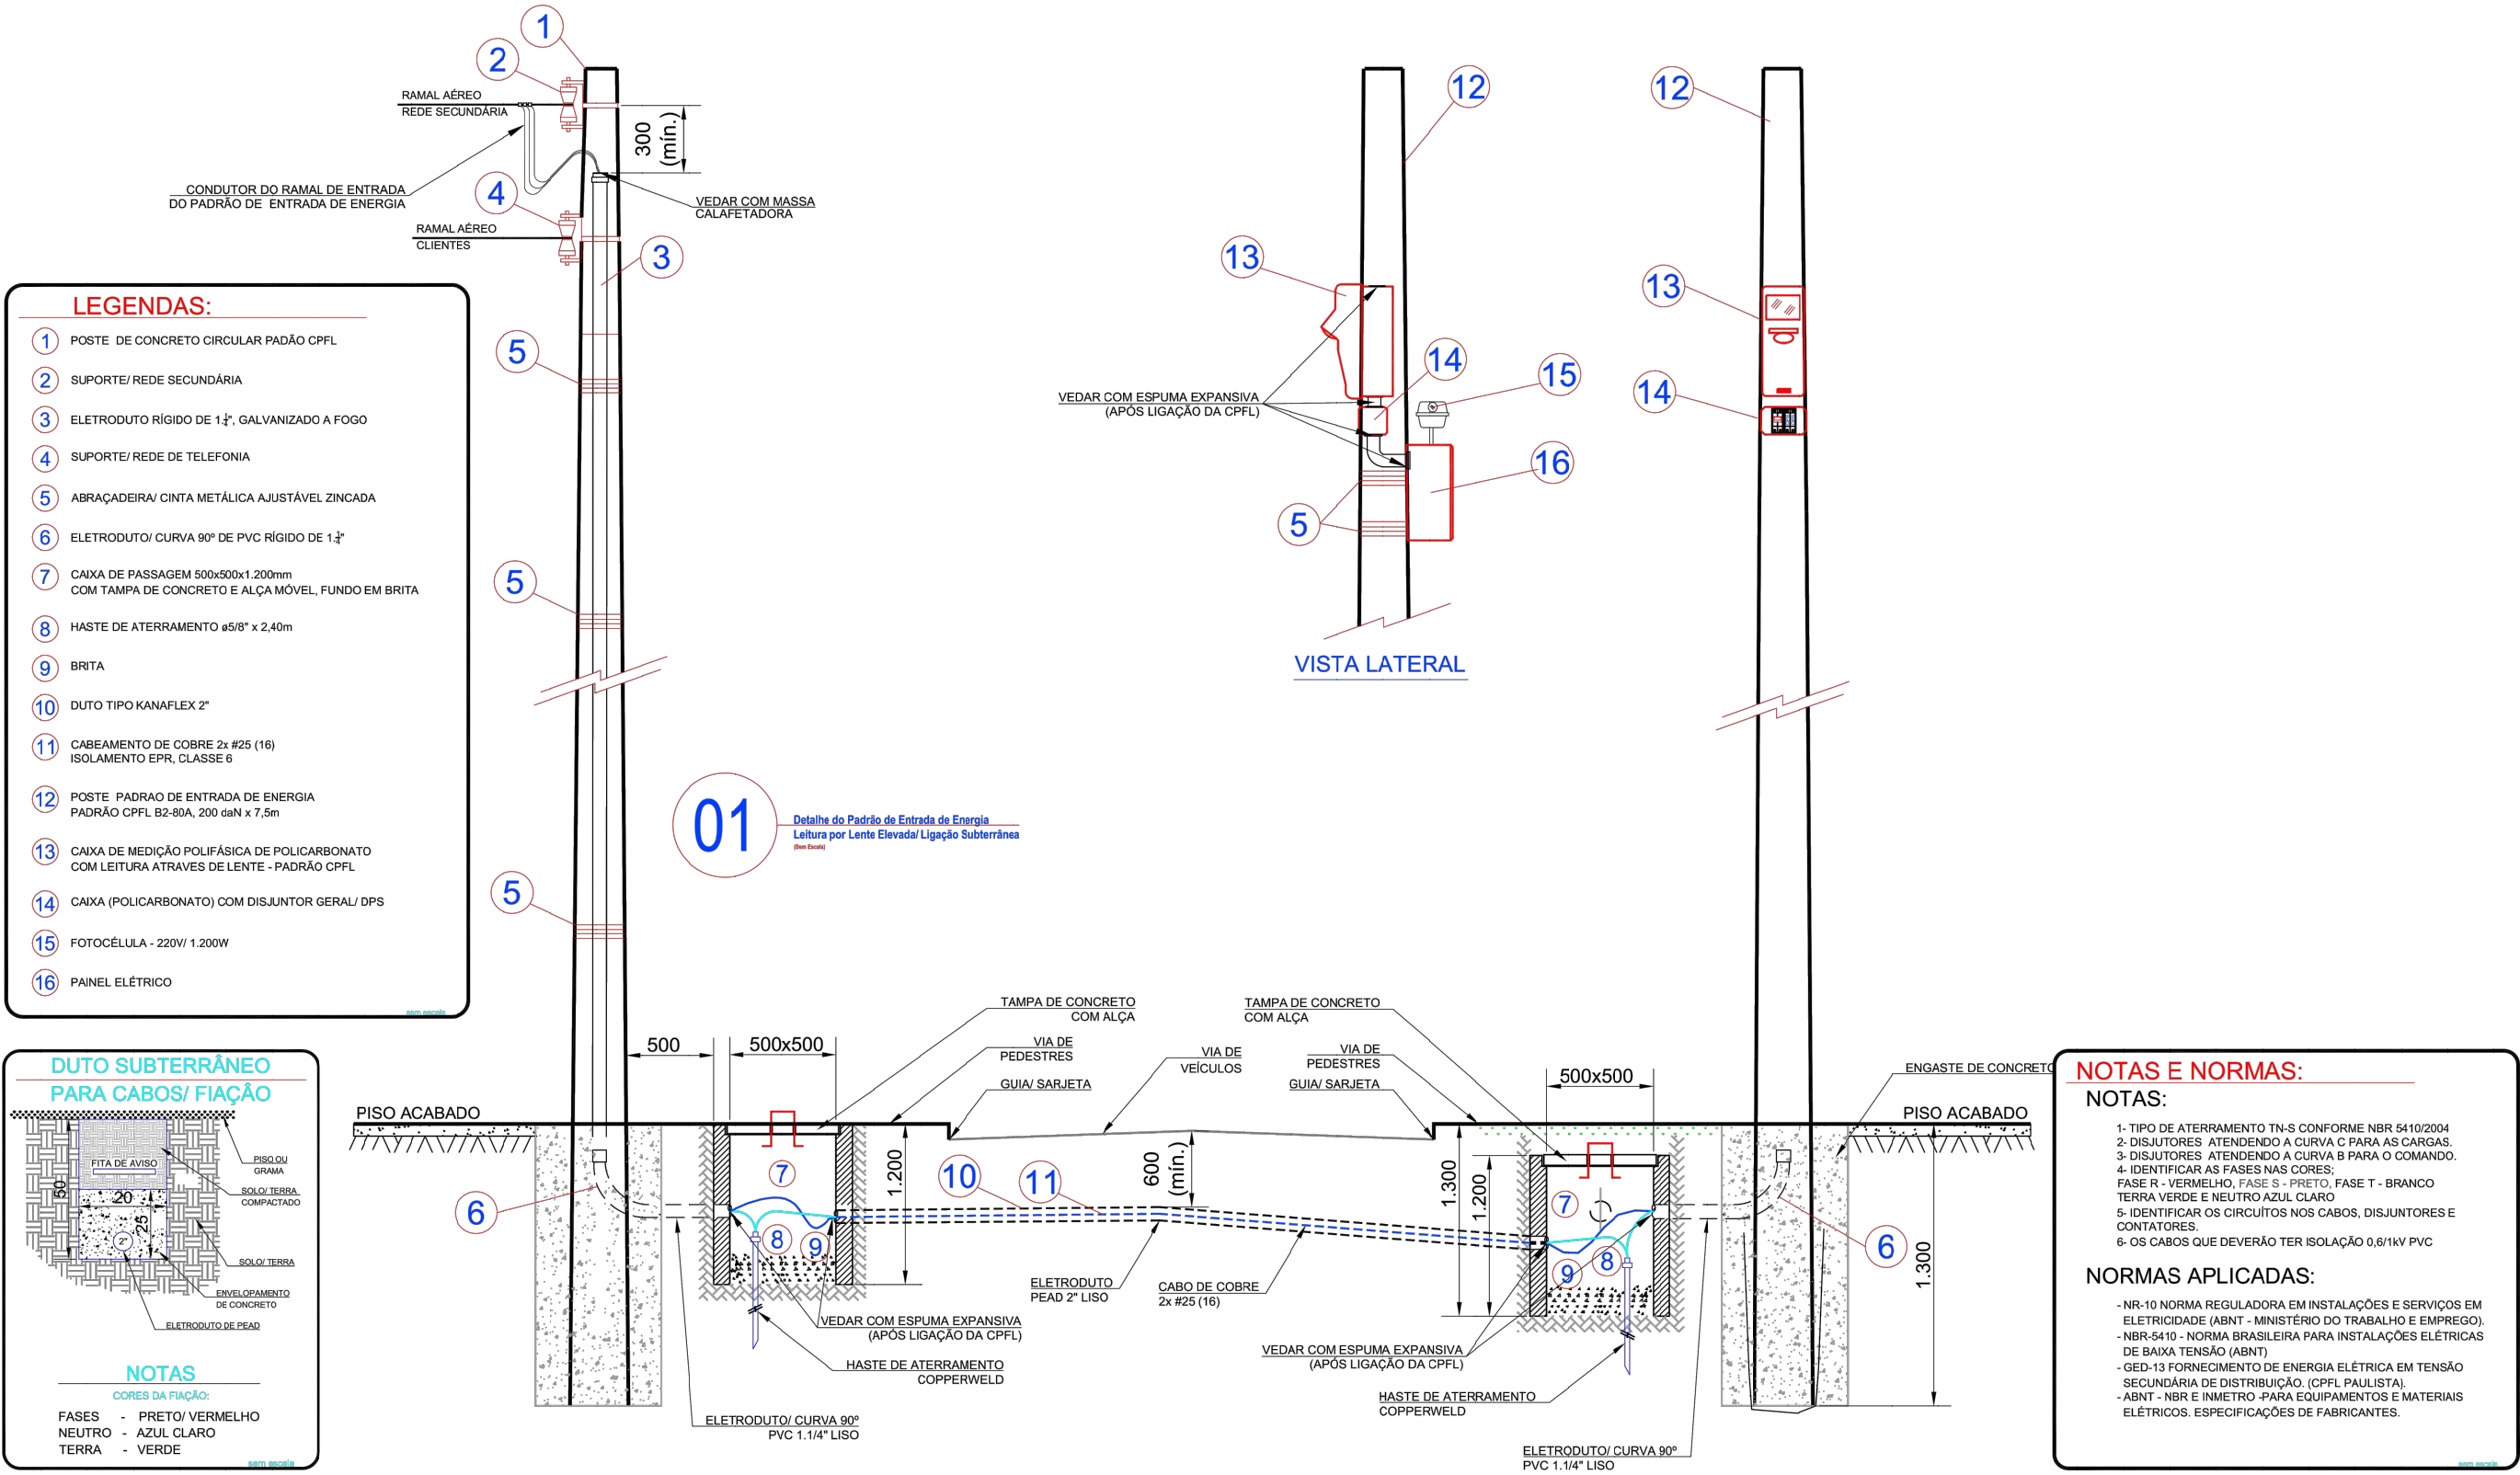 1
2
RAMAL AÉREO
REDE SECUNDÁRIA
300
(mín.)
CONDUTOR DO RAMAL DE ENTRADA
DO PADRÃO DE ENTRADA DE ENERGIA
4
VEDAR COM MASSA
CALAFETADORA
RAMAL AÉREO
CLIENTES
3
5
5
5
LEGENDAS:
1 POSTE DE CONCRETO CIRCULAR PADÃO CPFL
2 SUPORTE/ REDE SECUNDÁRIA
3 ELETRODUTO RÍGIDO DE 1¼", GALVANIZADO A FOGO
4 SUPORTE/ REDE DE TELEFONIA
5 ABRAÇADEIRA/ CINTA METÁLICA AJUSTÁVEL ZINCADA
6 ELETRODUTO/ CURVA 90º DE PVC RÍGIDO DE 1¼"
7 CAIXA DE PASSAGEM 500x500x1.200mm
COM TAMPA DE CONCRETO E ALÇA MÓVEL, FUNDO EM BRITA
8 HASTE DE ATERRAMENTO ø5/8" x 2,40m
9 BRITA
10 DUTO TIPO KANAFLEX 2"
11 CABEAMENTO DE COBRE 2x #25 (16)
ISOLAMENTO EPR, CLASSE 6
12 POSTE PADRAO DE ENTRADA DE ENERGIA
PADRÃO CPFL B2-80A, 200 daN x 7,5m
13 CAIXA DE MEDIÇÃO POLIFÁSICA DE POLICARBONATO
COM LEITURA ATRAVES DE LENTE - PADRÃO CPFL
14 CAIXA (POLICARBONATO) COM DISJUNTOR GERAL/ DPS
15 FOTOCÉLULA - 220V/ 1.200W
16 PAINEL ELÉTRICO
sem escala
12
13
14
15
16
5
VEDAR COM ESPUMA EXPANSIVA
(APÓS LIGAÇÃO DA CPFL)
VISTA LATERAL
12
13
14
01
Detalhe do Padrão de Entrada de Energia
Leitura por Lente Elevada/ Ligação Subterrânea
(Sem Escala)
DUTO SUBTERRÂNEO
PARA CABOS/ FIAÇÃO
FITA DE AVISO
50
20
25
2"
PISO OU
GRAMA
SOLO/ TERRA
COMPACTADO
SOLO/ TERRA
ENVELOPAMENTO
DE CONCRETO
ELETRODUTO DE PEAD
NOTAS
CORES DA FIAÇÃO:
FASES - PRETO/ VERMELHO
NEUTRO - AZUL CLARO
TERRA - VERDE
sem escala
PISO ACABADO
500
500x500
TAMPA DE CONCRETO
COM ALÇA
VIA DE
PEDESTRES
GUIA/ SARJETA
VIA DE
VEÍCULOS
TAMPA DE CONCRETO
COM ALÇA
VIA DE
PEDESTRES
GUIA/ SARJETA
500x500
ENGASTE DE CONCRETO
PISO ACABADO
6
7
8
9
1.200
10
11
600
(mín.)
1.300
1.200
7
8
9
6
1.300
ELETRODUTO
PEAD 2" LISO
CABO DE COBRE
2x #25 (16)
VEDAR COM ESPUMA EXPANSIVA
(APÓS LIGAÇÃO DA CPFL)
HASTE DE ATERRAMENTO
COPPERWELD
ELETRODUTO/ CURVA 90º
PVC 1.1/4" LISO
VEDAR COM ESPUMA EXPANSIVA
(APÓS LIGAÇÃO DA CPFL)
HASTE DE ATERRAMENTO
COPPERWELD
ELETRODUTO/ CURVA 90º
PVC 1.1/4" LISO
NOTAS E NORMAS:
NOTAS:
1- TIPO DE ATERRAMENTO TN-S CONFORME NBR 5410/2004
2- DISJUTORES ATENDENDO A CURVA C PARA AS CARGAS.
3- DISJUTORES ATENDENDO A CURVA B PARA O COMANDO.
4- IDENTIFICAR AS FASES NAS CORES;
FASE R - VERMELHO, FASE S - PRETO, FASE T - BRANCO
TERRA VERDE E NEUTRO AZUL CLARO
5- IDENTIFICAR OS CIRCUÍTOS NOS CABOS, DISJUNTORES E
CONTATORES.
6- OS CABOS QUE DEVERÃO TER ISOLAÇÃO 0,6/1kV PVC
NORMAS APLICADAS:
- NR-10 NORMA REGULADORA EM INSTALAÇÕES E SERVIÇOS EM
ELETRICIDADE (ABNT - MINISTÉRIO DO TRABALHO E EMPREGO).
- NBR-5410 - NORMA BRASILEIRA PARA INSTALAÇÕES ELÉTRICAS
DE BAIXA TENSÃO (ABNT)
- GED-13 FORNECIMENTO DE ENERGIA ELÉTRICA EM TENSÃO
SECUNDÁRIA DE DISTRIBUIÇÃO. (CPFL PAULISTA).
- ABNT - NBR E INMETRO -PARA EQUIPAMENTOS E MATERIAIS
ELÉTRICOS. ESPECIFICAÇÕES DE FABRICANTES.
sem escala